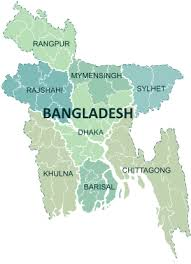 RANGPUR
MYMENSINGH
RAJSHAHI
SYLHET
BANGLADESH
DHAKA
KHULNA
CHITTAGONG
BARISAL